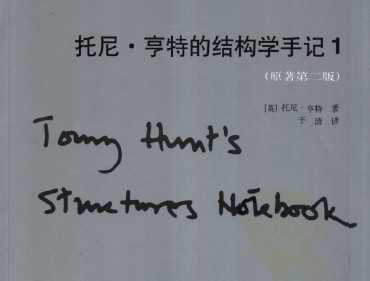 托尼·亨特的结构学手记 1
(原著第二版)
[英] 托尼·亨特 著
于清 译
Tony Hunt's
Structures Notebook